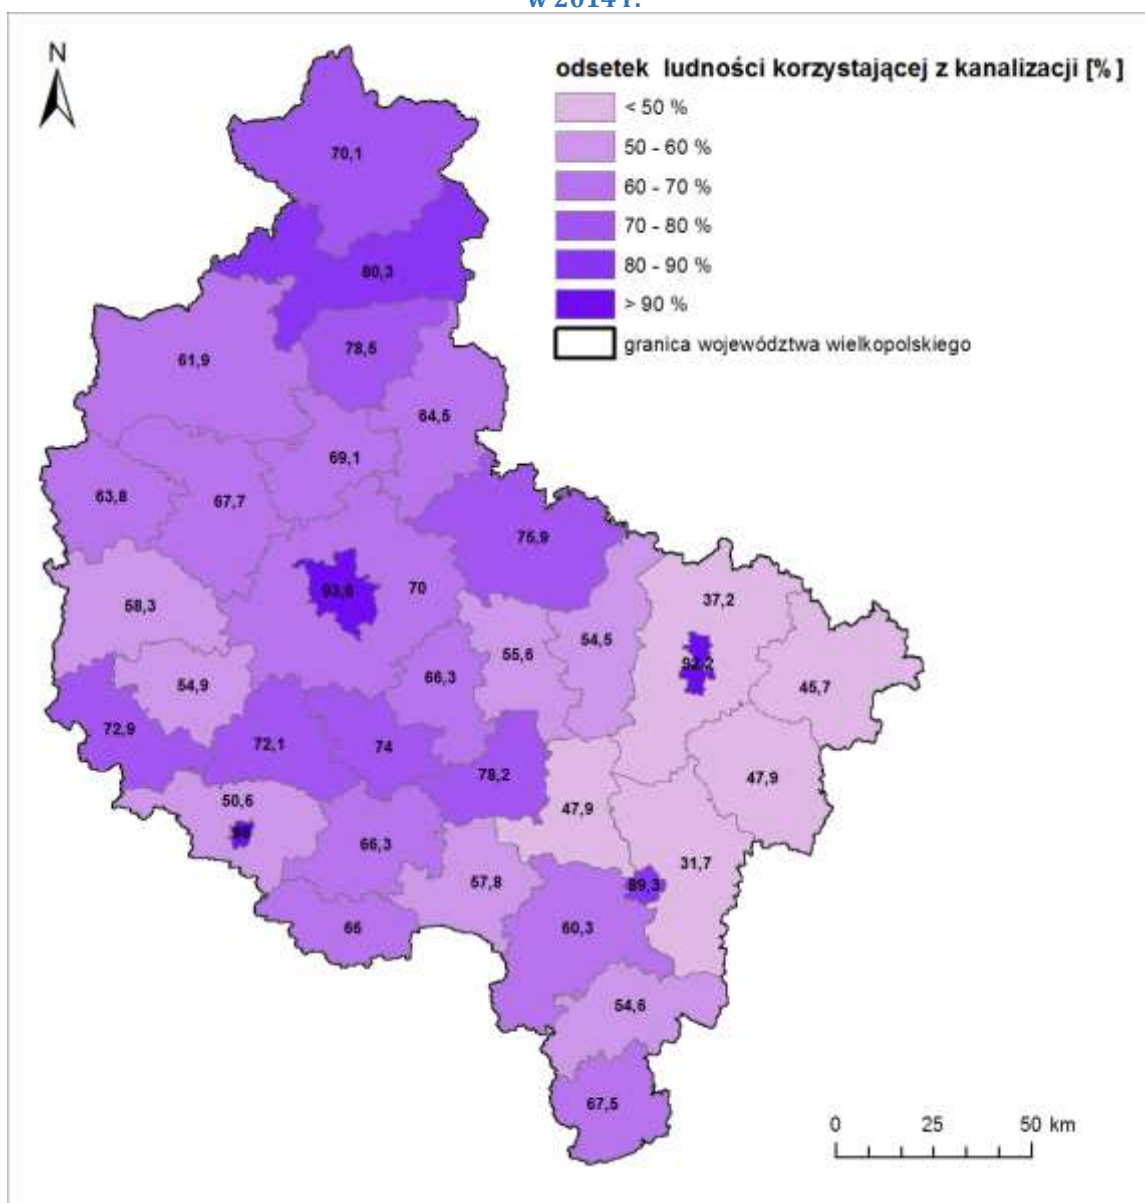 w 2014 r.
N
odsetek ludności korzystającej z kanalizacji [%]
< 50 %
50 - 60 %
60 - 70 %
70 - 80 %
80 - 90 %
> 90 %
granica województwa wielkopolskiego
70,1
80,3
61,9
64,5
69,1
63,8
67,7
75,9
70
58,3
37,2
54,5
55,6
66,3
54,9
45,7
72,9
72,1
74
78,2
47,9
50,6
47,9
66,3
31,7
57,8
89,3
66
60,3
54,6
67,5
0 25 50 km